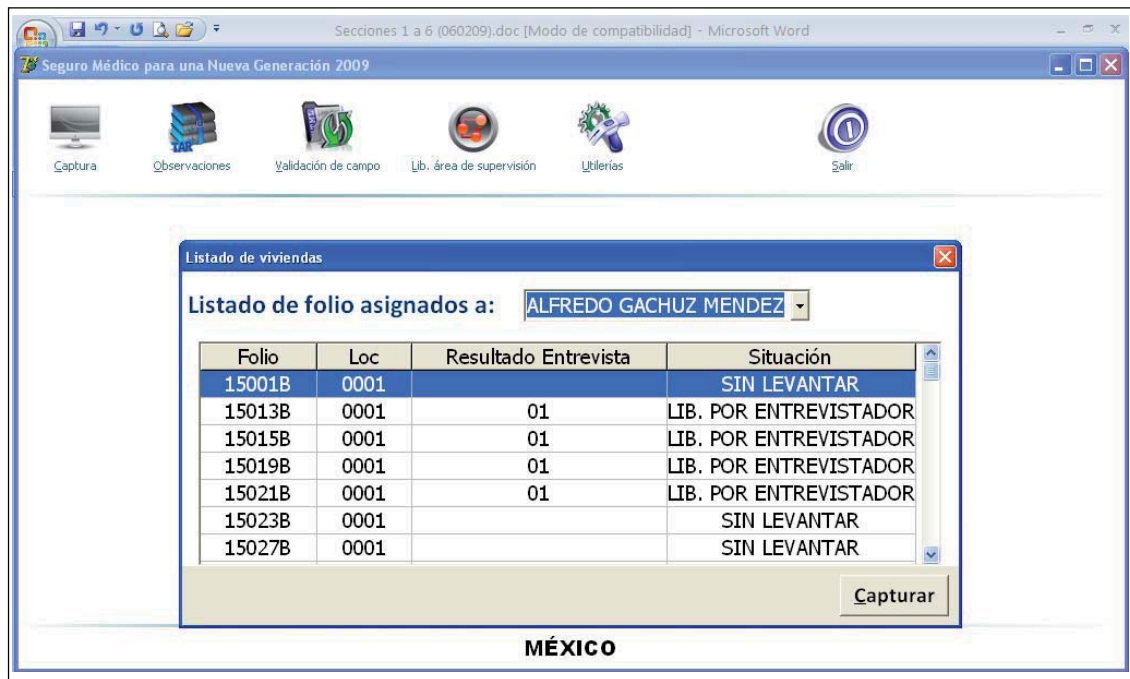 Secciones 1 a 6 (060209).doc [Modo de compatibilidad] - Microsoft Word
Seguro Médico para una Nueva Generación 2009
TAR
Captura Observaciones Validación de campo Lib. área de supervisión Utilerías Salir
Listado de viviendas
Listado de folio asignados a: ALFREDO GACHUZ MENDEZ
Folio Loc Resultado Entrevista Situación
15001B 0001 SIN LEVANTAR
15013B 0001 01 LIB. POR ENTREVISTADOR
15015B 0001 01 LIB. POR ENTREVISTADOR
15019B 0001 01 LIB. POR ENTREVISTADOR
15021B 0001 01 LIB. POR ENTREVISTADOR
15023B 0001 SIN LEVANTAR
15027B 0001 SIN LEVANTAR
Capturar
MÉXICO